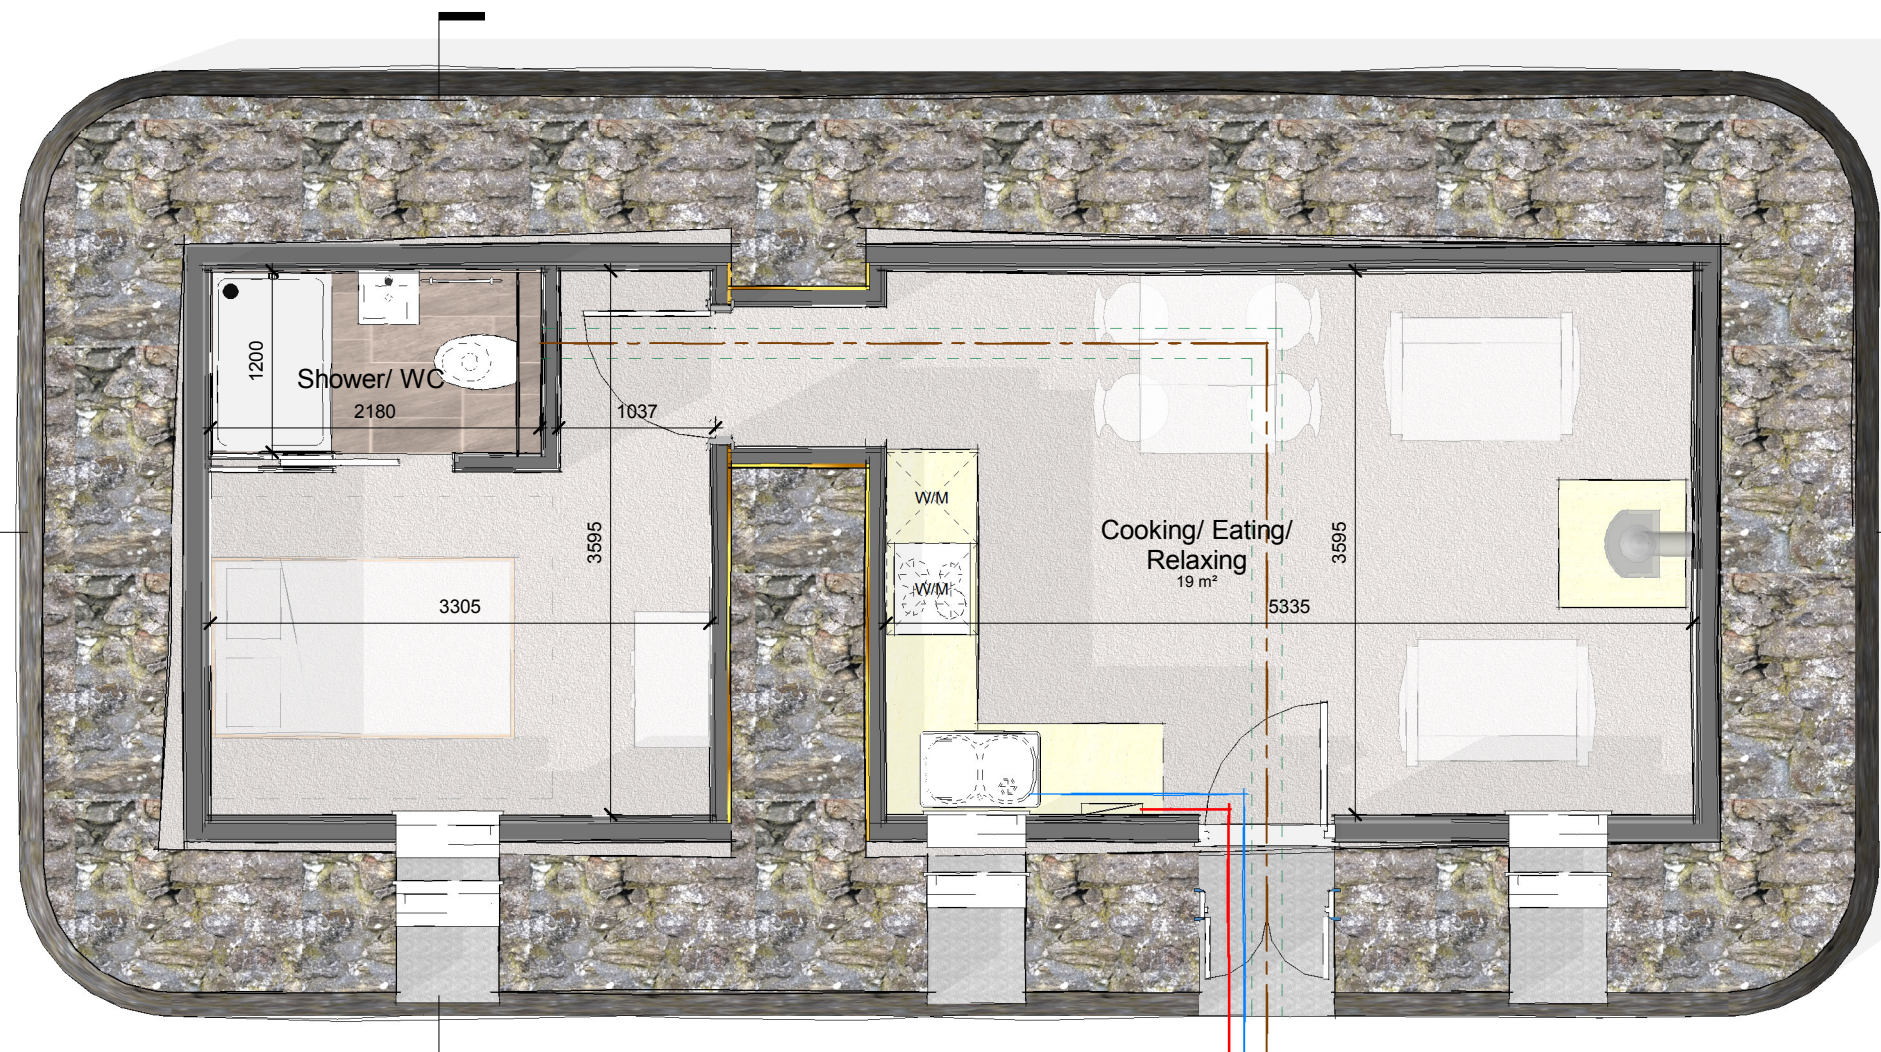 1200
Shower/ WC
2180
1037
3595
3305
W/M
W/M
Cooking/ Eating/
Relaxing
19 m²
3595
5335